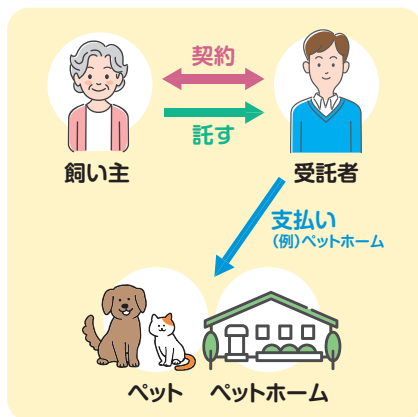 契約
託す
飼い主
受託者
支払い
(例)ペットホーム
ペット
ペットホーム